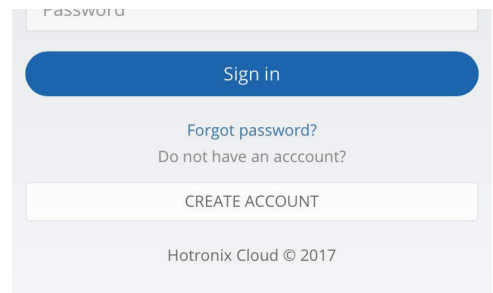 Password
Sign in
Forgot password?
Do not have an acccount?
CREATE ACCOUNT
Hotronix Cloud © 2017